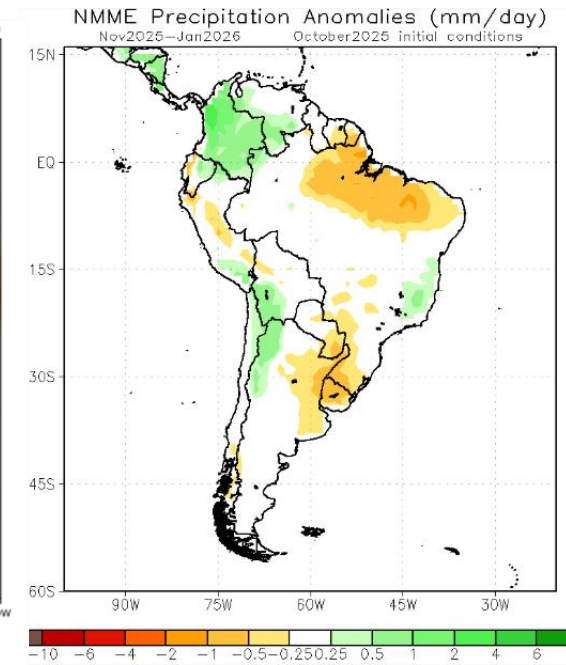 NMME Precipitation Anomalies (mm/day)
Nov2025—Jan2026 October2025 initial conditions
15N
EQ
15S
30S
45S
60S
90W 75W 60W 45W 30W
-10 -6 -4 -2 -1 -0.5 -0.25 0.25 0.5 1 2 4 6